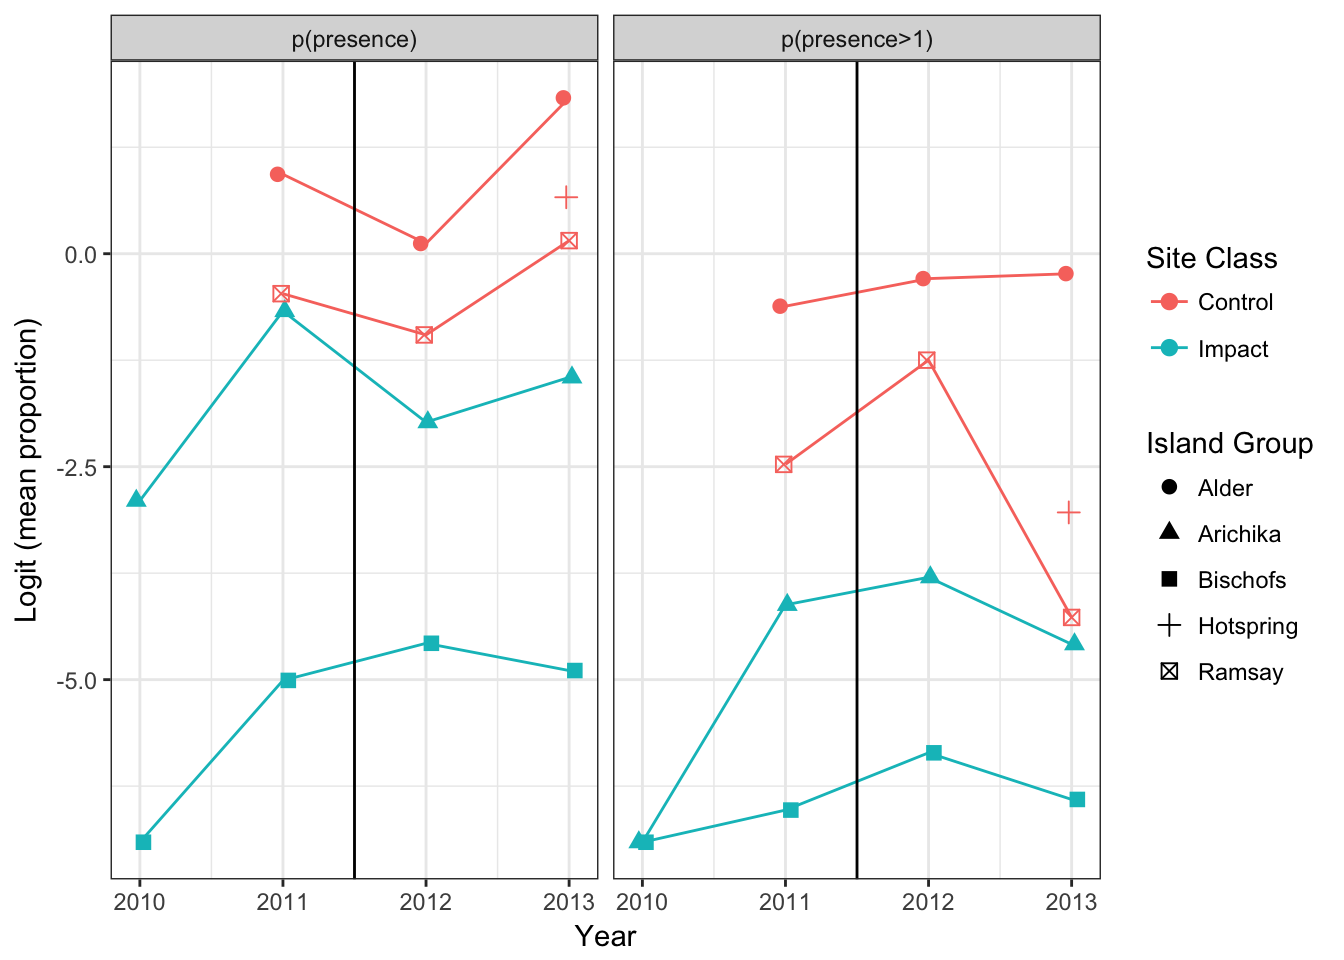 p(presence)
p(presence>1)
Logit (mean proportion)
0.0
-2.5
-5.0
2010
2011
2012
2013
2010
2011
2012
2013
Year
Site Class
Control
Impact
Island Group
Alder
Arichika
Bischofs
Hotspring
Ramsay